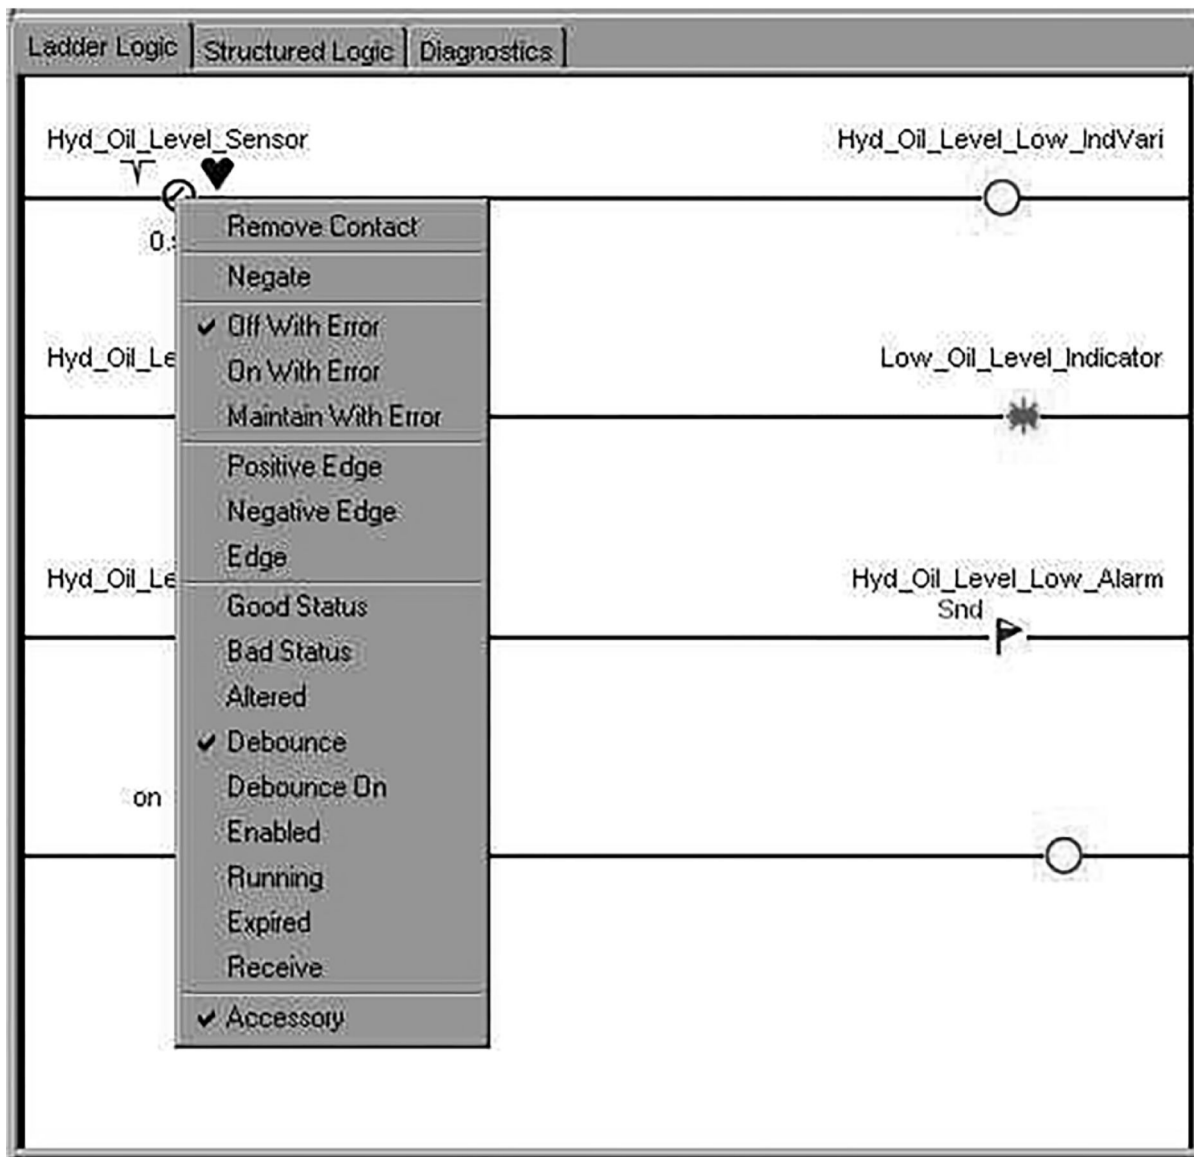 Ladder Logic Structured Logic Diagnostics
Hyd_Oil_Level_Sensor Hyd_Oil_Level_Low_IndVari
Remove Contact
0.
Negate
Off With Error
Hyd_Oil_Le Low_Oil_Level_Indicator
On With Error
Maintain With Error
Positive Edge
Negative Edge
Edge
Hyd_Oil_Le Hyd_Oil_Level_Low_Alarm
Good Status Snd
Bad Status
Altered
Debounce
Debounce On
on
Enabled
Running
Expired
Receive
Accessory